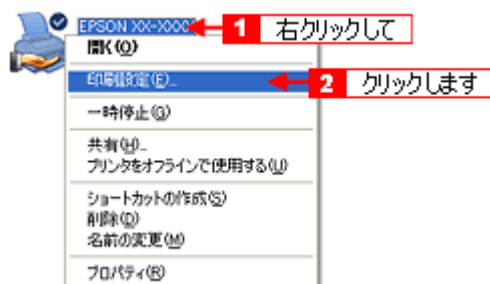 EPSON XX-XXXX
1 右クリックして
開く(O)
印刷設定(E)...
2 クリックします
一時停止(G)
共有(H)...
プリンタをオフラインで使用する(U)
ショートカットの作成(S)
削除(D)
名前の変更(M)
プロパティ(R)